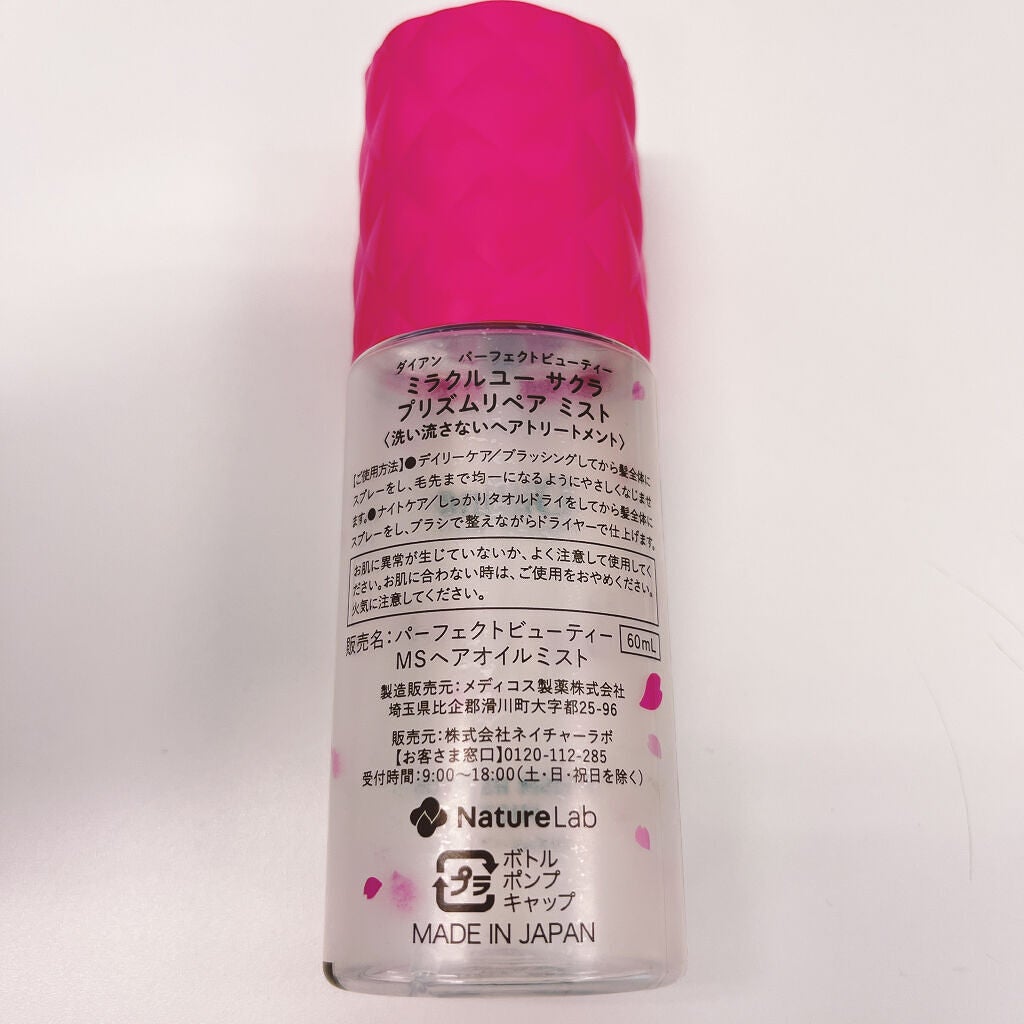 ダイアン パーフェクトビューティー
ミラクルユー サクラ
プリズムリペア ミスト
〈洗い流さないヘアトリートメント〉
【ご使用方法】●デイリーケア/ブラッシングしてから髪全体に
スプレーをし、毛先まで均一になるようにやさしくなじませ
ます。●ナイトケア/しっかりタオルドライをしてから髪全体に
スプレーをし、ブラシで整えながらドライヤーで仕上げます。
お肌に異常が生じていないか、よく注意して使用してく
ださい。お肌に合わない時は、ご使用をおやめください。
火気に注意してください。
販売名:パーフェクトビューティー 60mL
MSヘアオイルミスト
製造販売元:メディコス製薬株式会社
埼玉県比企郡滑川町大字都25-96
販売元:株式会社ネイチャーラボ
【お客さま窓口】0120-112-285
受付時間:9:00〜18:00(土・日・祝日を除く)
NatureLab
プラ ボトル
ポンプ
キャップ
MADE IN JAPAN